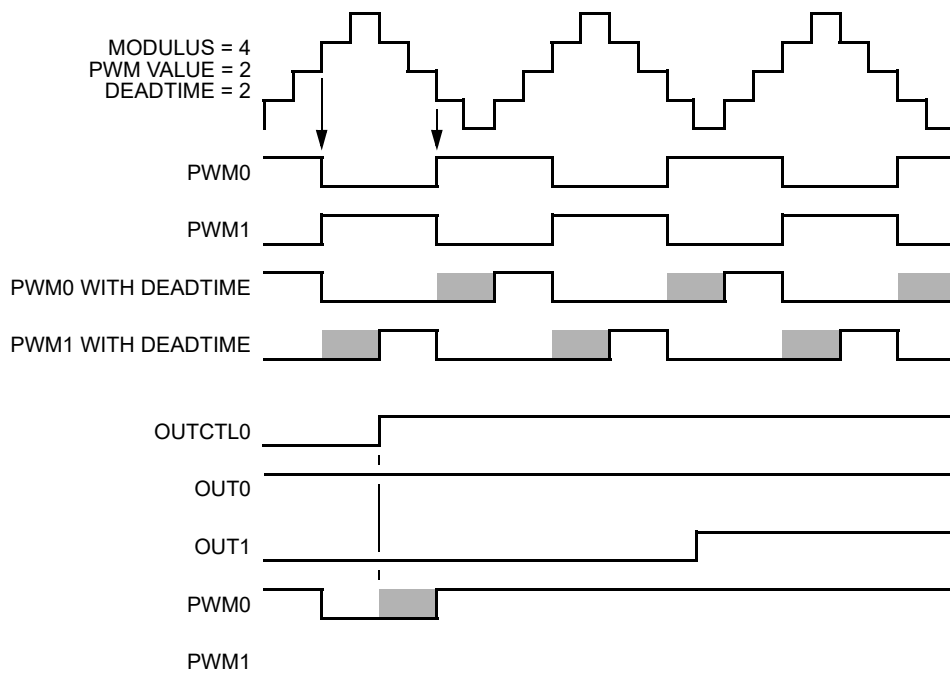 MODULUS = 4
PWM VALUE = 2
DEADTIME = 2
PWM0
PWM1
PWM0 WITH DEADTIME
PWM1 WITH DEADTIME
OUTCTL0
OUT0
OUT1
PWM0
PWM1